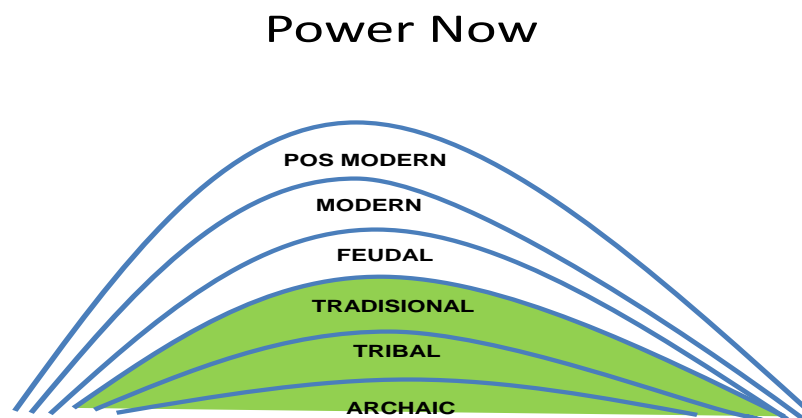 Power Now
POS MODERN
MODERN
FEUDAL
TRADISIONAL
TRIBAL
ARCHAIC